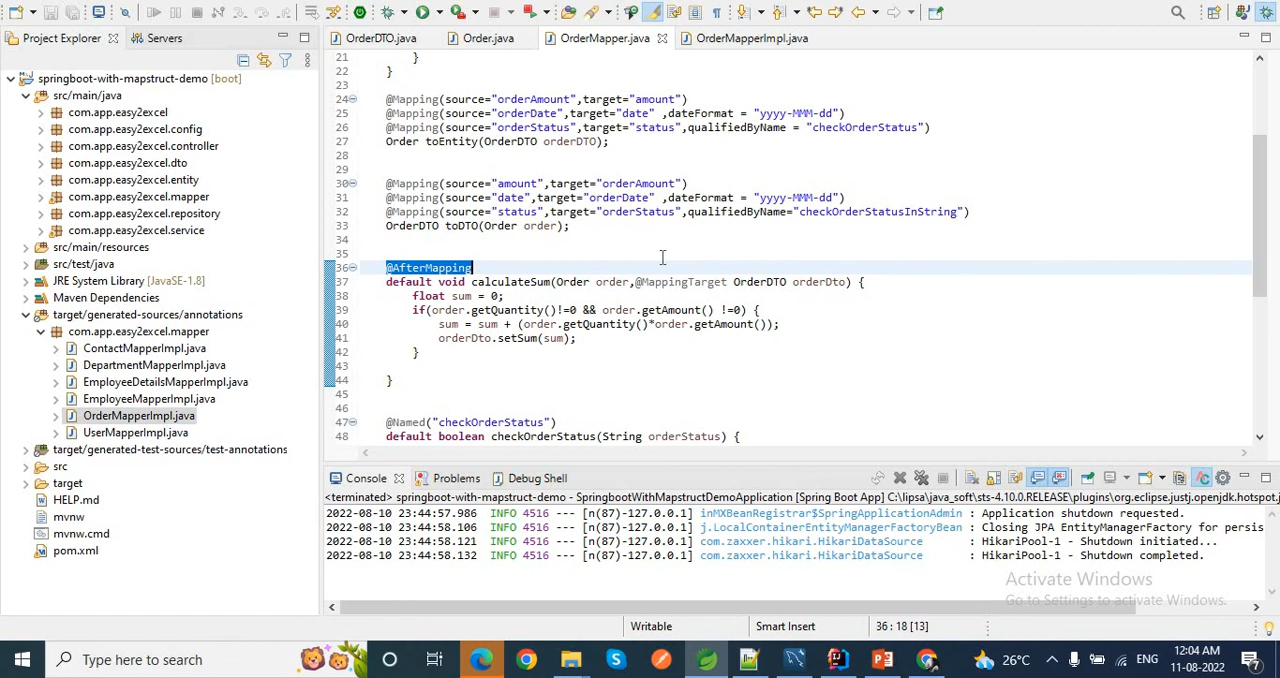 Project Explorer
Servers
OrderDTO.java
Order.java
OrderMapper.java
OrderMapperImpl.java
springboot-with-mapstruct-demo [boot]
src/main/java
com.app.easy2excel
com.app.easy2excel.config
com.app.easy2excel.controller
com.app.easy2excel.dto
com.app.easy2excel.entity
com.app.easy2excel.mapper
com.app.easy2excel.repository
com.app.easy2excel.service
src/main/resources
src/test/java
JRE System Library [JavaSE-1.8]
Maven Dependencies
target/generated-sources/annotations
com.app.easy2excel.mapper
ContactMapperImpl.java
DepartmentMapperImpl.java
EmployeeDetailsMapperImpl.java
EmployeeMapperImpl.java
OrderMapperImpl.java
UserMapperImpl.java
target/generated-test-sources/test-annotations
src
target
HELP.md
mvnw
mvnw.cmd
pom.xml
21 }
22 }
23
24 @Mapping(source="orderAmount",target="amount")
25 @Mapping(source="orderDate",target="date" ,dateFormat = "yyyy-MMM-dd")
26 @Mapping(source="orderStatus",target="status",qualifiedByName = "checkOrderStatus")
27 Order toEntity(OrderDTO orderDTO);
28
29
30 @Mapping(source="amount",target="orderAmount")
31 @Mapping(source="date",target="orderDate" ,dateFormat = "yyyy-MMM-dd")
32 @Mapping(source="status",target="orderStatus",qualifiedByName="checkOrderStatusInString")
33 OrderDTO toDTO(Order order);
34
35
36 @AfterMapping
37 default void calculateSum(Order order,@MappingTarget OrderDTO orderDto) {
38 float sum = 0;
39 if(order.getQuantity()!=0 && order.getAmount() !=0) {
40 sum = sum + (order.getQuantity()*order.getAmount());
41 orderDto.setSum(sum);
42 }
43
44 }
45
46
47 @Named("checkOrderStatus")
48 default boolean checkOrderStatus(String orderStatus) {
Console
Problems
Debug Shell
<terminated> springboot-with-mapstruct-demo - SpringbootWithMapstructDemoApplication [Spring Boot App] C:\lipsa\java_soft\sts-4.10.0.RELEASE\plugins\org.eclipse.justj.openjdk.hotspot.j
2022-08-10 23:44:57.986 INFO 4516 --- [n(87)-127.0.0.1] inMXBeanRegistrar$SpringApplicationAdmin : Application shutdown requested.
2022-08-10 23:44:58.027 INFO 4516 --- [n(87)-127.0.0.1] j.LocalContainerEntityManagerFactoryBean : Closing JPA EntityManagerFactory for persis
2022-08-10 23:44:58.121 INFO 4516 --- [n(87)-127.0.0.1] com.zaxxer.hikari.HikariDataSource : HikariPool-1 - Shutdown initiated...
2022-08-10 23:44:58.132 INFO 4516 --- [n(87)-127.0.0.1] com.zaxxer.hikari.HikariDataSource : HikariPool-1 - Shutdown completed.
Activate Windows
Go to Settings to activate Windows.
Writable
Smart Insert
36 : 18 [13]
Type here to search
26°C
ENG
12:04 AM
11-08-2022
7